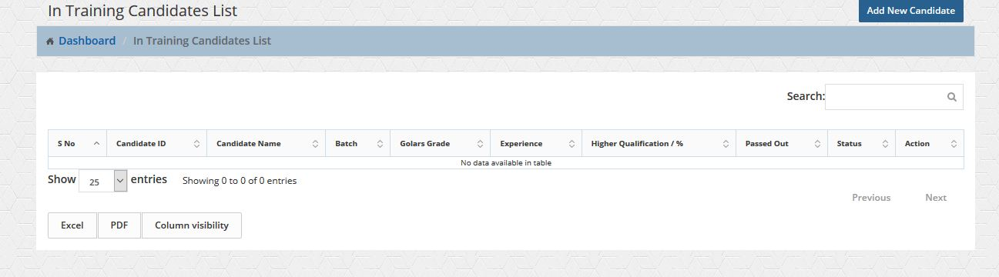 In Training Candidates List
Add New Candidate
Dashboard / In Training Candidates List
Search:
S No Candidate ID Candidate Name Batch Golars Grade Experience Higher Qualification / % Passed Out Status Action
No data available in table
Show 25 entries Showing 0 to 0 of 0 entries
Previous Next
Excel PDF Column visibility